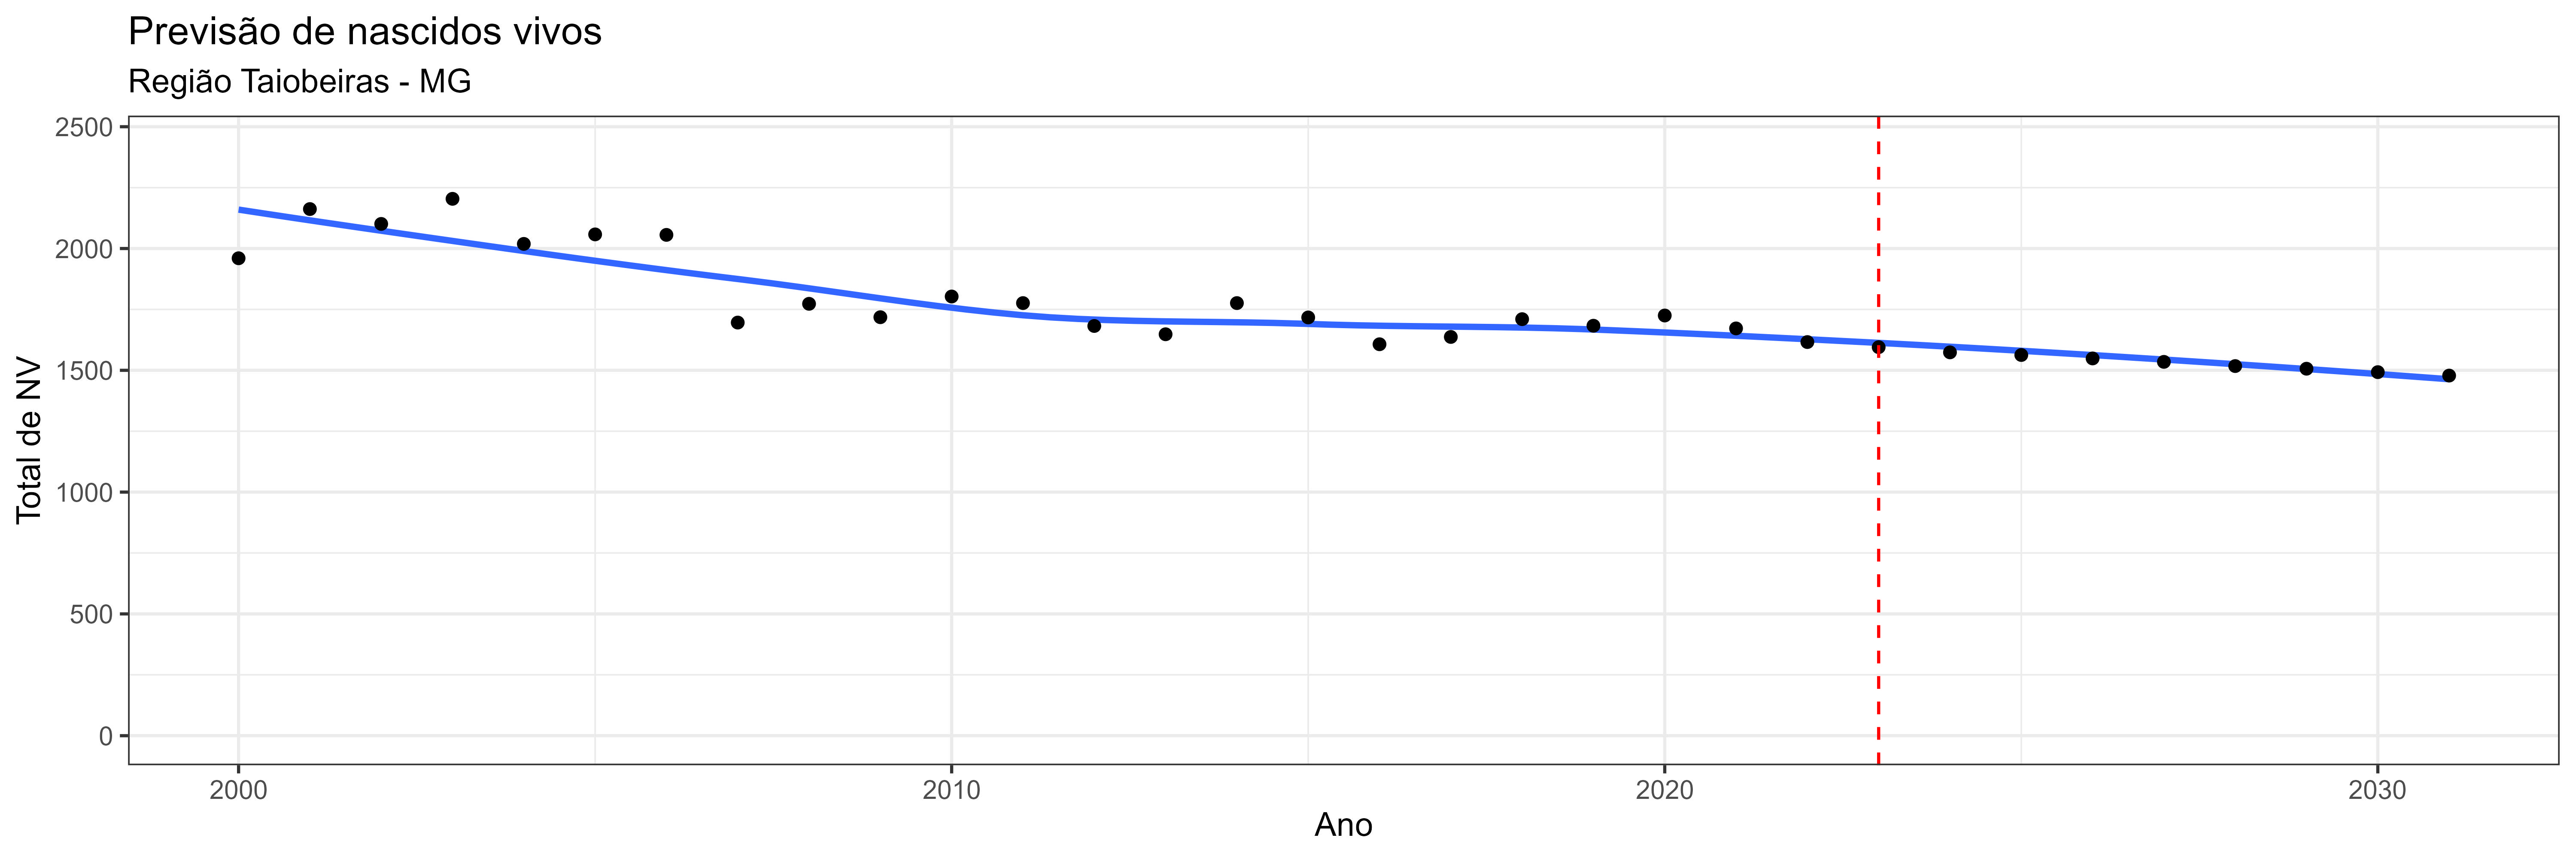 Previsão de nascidos vivos
Região Taiobeiras - MG
Total de NV
2500
2000
1500
1000
500
0
2000
2010
2020
2030
Ano